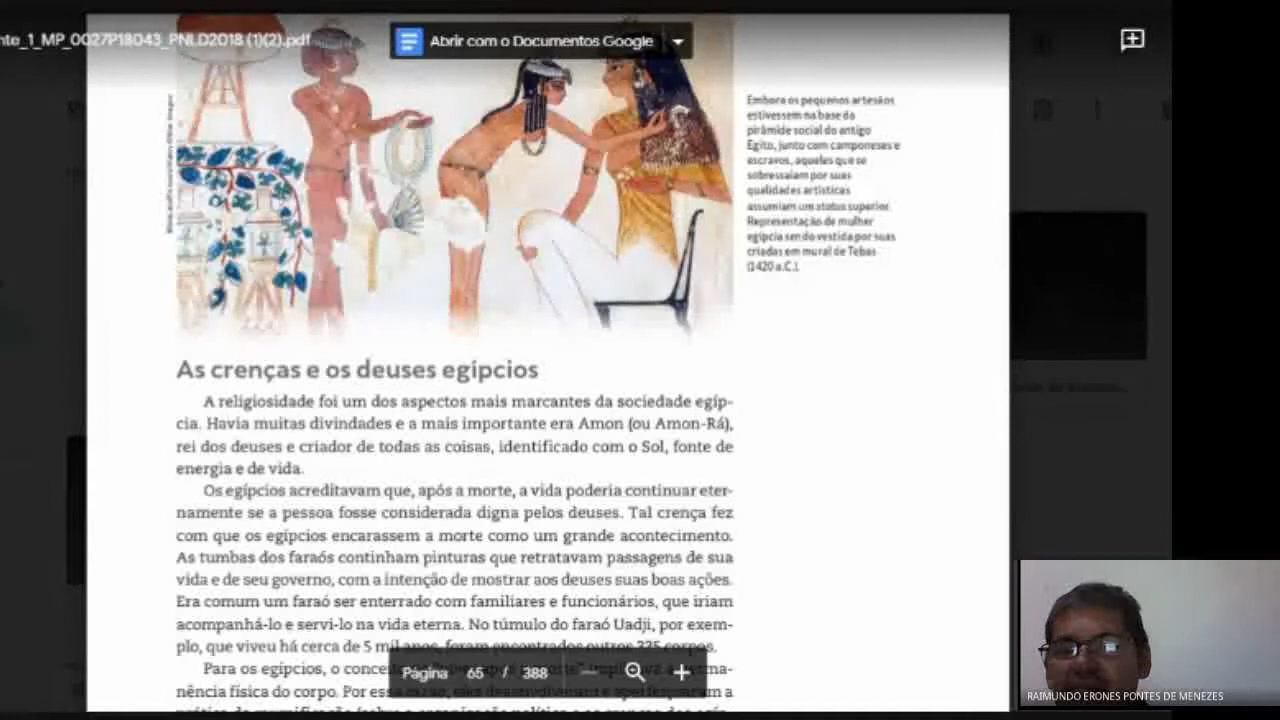 nte_1_MP_0027P18043_PNLD2018 (1)(2).pdf
Abrir com o Documentos Google
Embora os pequenos artesãos
estivessem na base da
pirâmide social do antigo
Egito, junto com camponeses e
escravos, aqueles que se
sobressaíam por suas
qualidades artísticas
assumiam um status superior.
Representação de mulher
egípcia sendo vestida por suas
criadas em mural de Tebas
(1420 a.C.).
As crenças e os deuses egípcios
A religiosidade foi um dos aspectos mais marcantes da sociedade egíp-
cia. Havia muitas divindades e a mais importante era Amon (ou Amon-Rá),
rei dos deuses e criador de todas as coisas, identificado com o Sol, fonte de
energia e de vida.
Os egípcios acreditavam que, após a morte, a vida poderia continuar eter-
namente se a pessoa fosse considerada digna pelos deuses. Tal crença fez
com que os egípcios encarassem a morte como um grande acontecimento.
As tumbas dos faraós continham pinturas que retratavam passagens de sua
vida e de seu governo, com a intenção de mostrar aos deuses suas boas ações.
Era comum um faraó ser enterrado com familiares e funcionários, que iriam
acompanhá-lo e servi-lo na vida eterna. No túmulo do faraó Uadji, por exem-
plo, que viveu há cerca de 5 mil anos, foram encontrados outros 335 corpos.
Para os egípcios, o
nência física do corpo. Por
Página 65 / 388
RAIMUNDO ERONES PONTES DE MENEZES